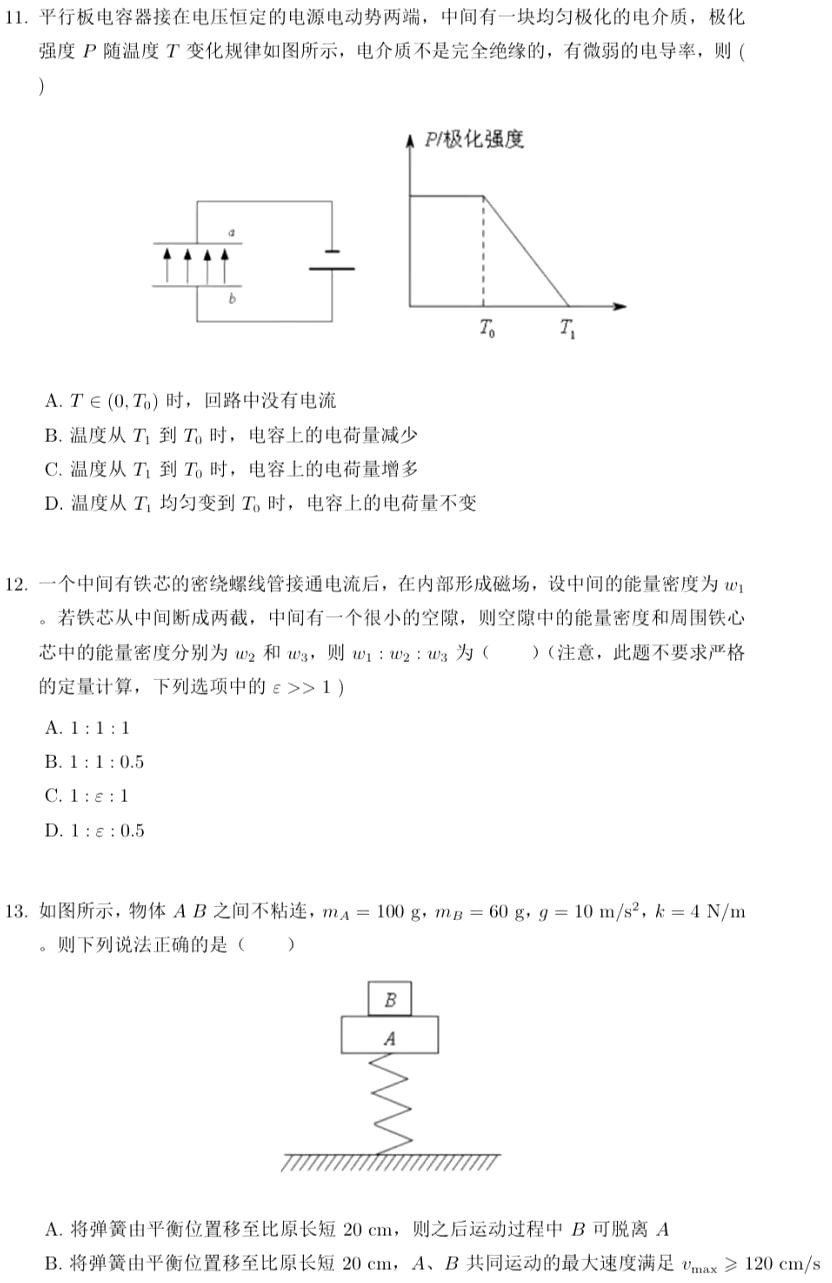 11. 平行板电容器接在电压恒定的电源电动势两端，中间有一块均匀极化的电介质，极化
强度 P 随温度 T 变化规律如图所示，电介质不是完全绝缘的，有微弱的电导率，则 (
)
P/极化强度
a
b
T₀
T₁
A. T ∈ (0, T₀) 时，回路中没有电流
B. 温度从 T₁ 到 T₀ 时，电容上的电荷量减少
C. 温度从 T₁ 到 T₀ 时，电容上的电荷量增多
D. 温度从 T₁ 均匀变到 T₀ 时，电容上的电荷量不变
12. 一个中间有铁芯的密绕螺线管接通电流后，在内部形成磁场，设中间的能量密度为 w₁
。若铁芯从中间断成两截，中间有一个很小的空隙，则空隙中的能量密度和周围铁心
芯中的能量密度分别为 w₂ 和 w₃，则 w₁ : w₂ : w₃ 为（　　）（注意，此题不要求严格
的定量计算，下列选项中的 ε >> 1 )
A. 1 : 1 : 1
B. 1 : 1 : 0.5
C. 1 : ε : 1
D. 1 : ε : 0.5
13. 如图所示，物体 A B 之间不粘连，m_A = 100 g，m_B = 60 g，g = 10 m/s²，k = 4 N/m
。则下列说法正确的是（　　）
B
A
A. 将弹簧由平衡位置移至比原长短 20 cm，则之后运动过程中 B 可脱离 A
B. 将弹簧由平衡位置移至比原长短 20 cm，A、B 共同运动的最大速度满足 v_max ⩾ 120 cm/s